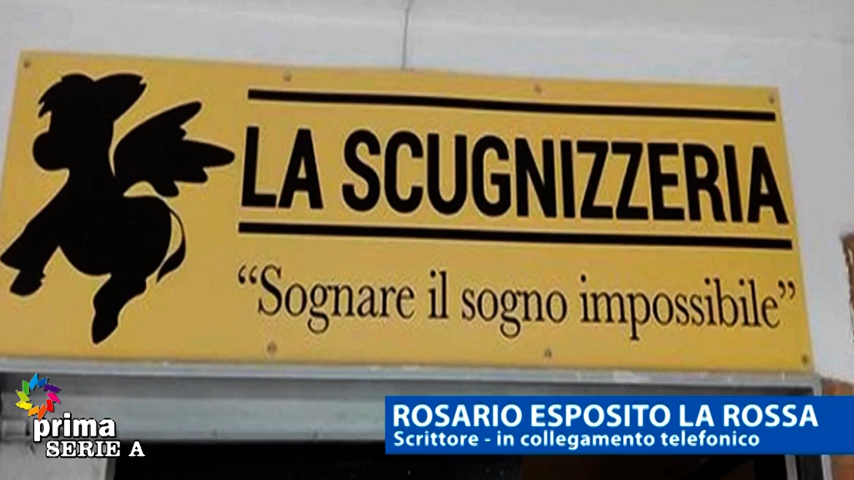 LA SCUGNIZZERIA
“Sognare il sogno impossibile”
ROSARIO ESPOSITO LA ROSSA
Scrittore - in collegamento telefonico
prima
SERIE A